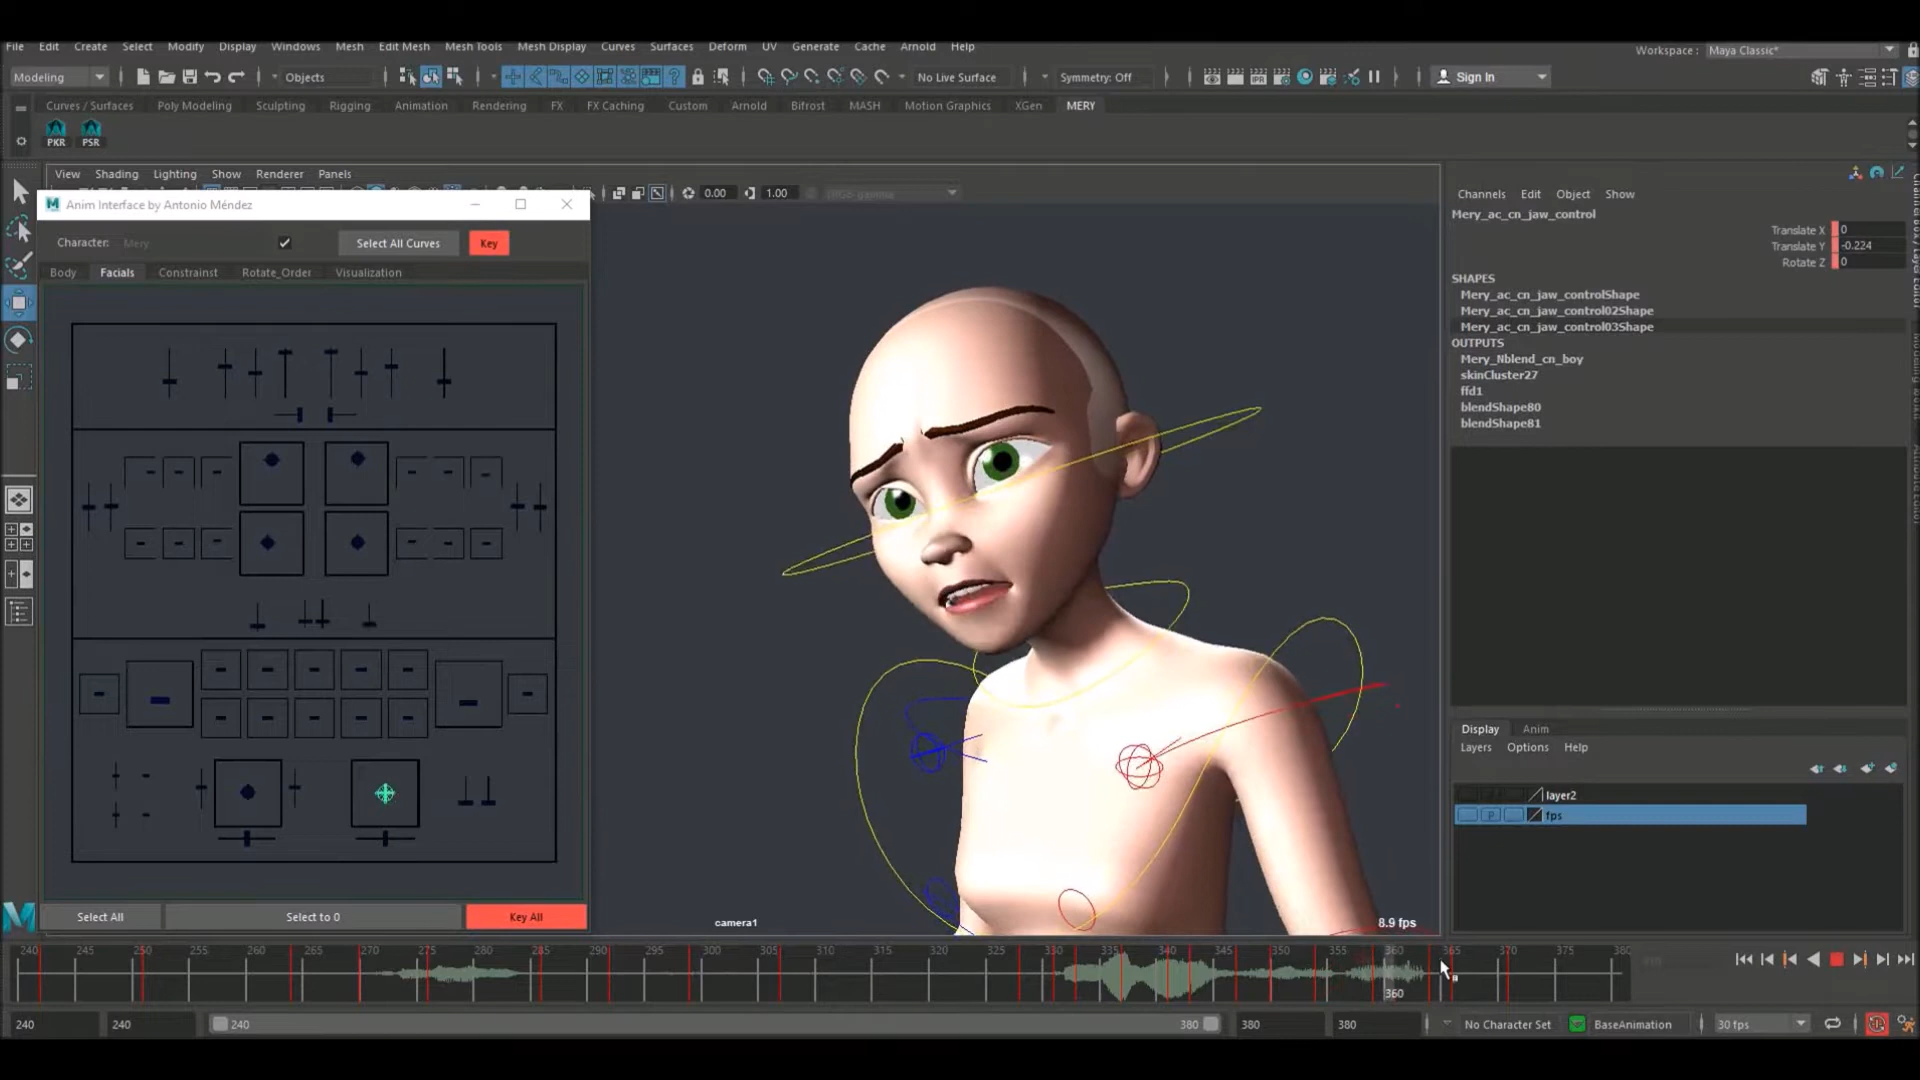 File Edit Create Select Modify Display Windows Mesh Edit Mesh Mesh Tools Mesh Display Curves Surfaces Deform UV Generate Cache Arnold Help
Workspace : Maya Classic*
Modeling Objects No Live Surface Symmetry: Off Sign In
Curves / Surfaces Poly Modeling Sculpting Rigging Animation Rendering FX FX Caching Custom Arnold Bifrost MASH Motion Graphics XGen MERY
PKR PSR
View Shading Lighting Show Renderer Panels
0.00 1.00
Anim Interface by Antonio Méndez
Character: Mery Select All Curves Key
Body Facials Constrainst Rotate_Order Visualization
Select All Select to 0 Key All
camera1
8.9 fps
Channels Edit Object Show
Mery_ac_cn_jaw_control
Translate X 0
Translate Y -0.224
Rotate Z 0
SHAPES
Mery_ac_cn_jaw_controlShape
Mery_ac_cn_jaw_control02Shape
Mery_ac_cn_jaw_control03Shape
OUTPUTS
Mery_Nblend_cn_boy
skinCluster27
ffd1
blendShape80
blendShape81
Display Anim
Layers Options Help
layer2
P fps
240 245 250 255 260 265 270 275 280 285 290 295 300 305 310 315 320 325 330 335 340 345 350 355 360 365 370 375 380
360
240 240 240 380 380 380 No Character Set BaseAnimation 30 fps